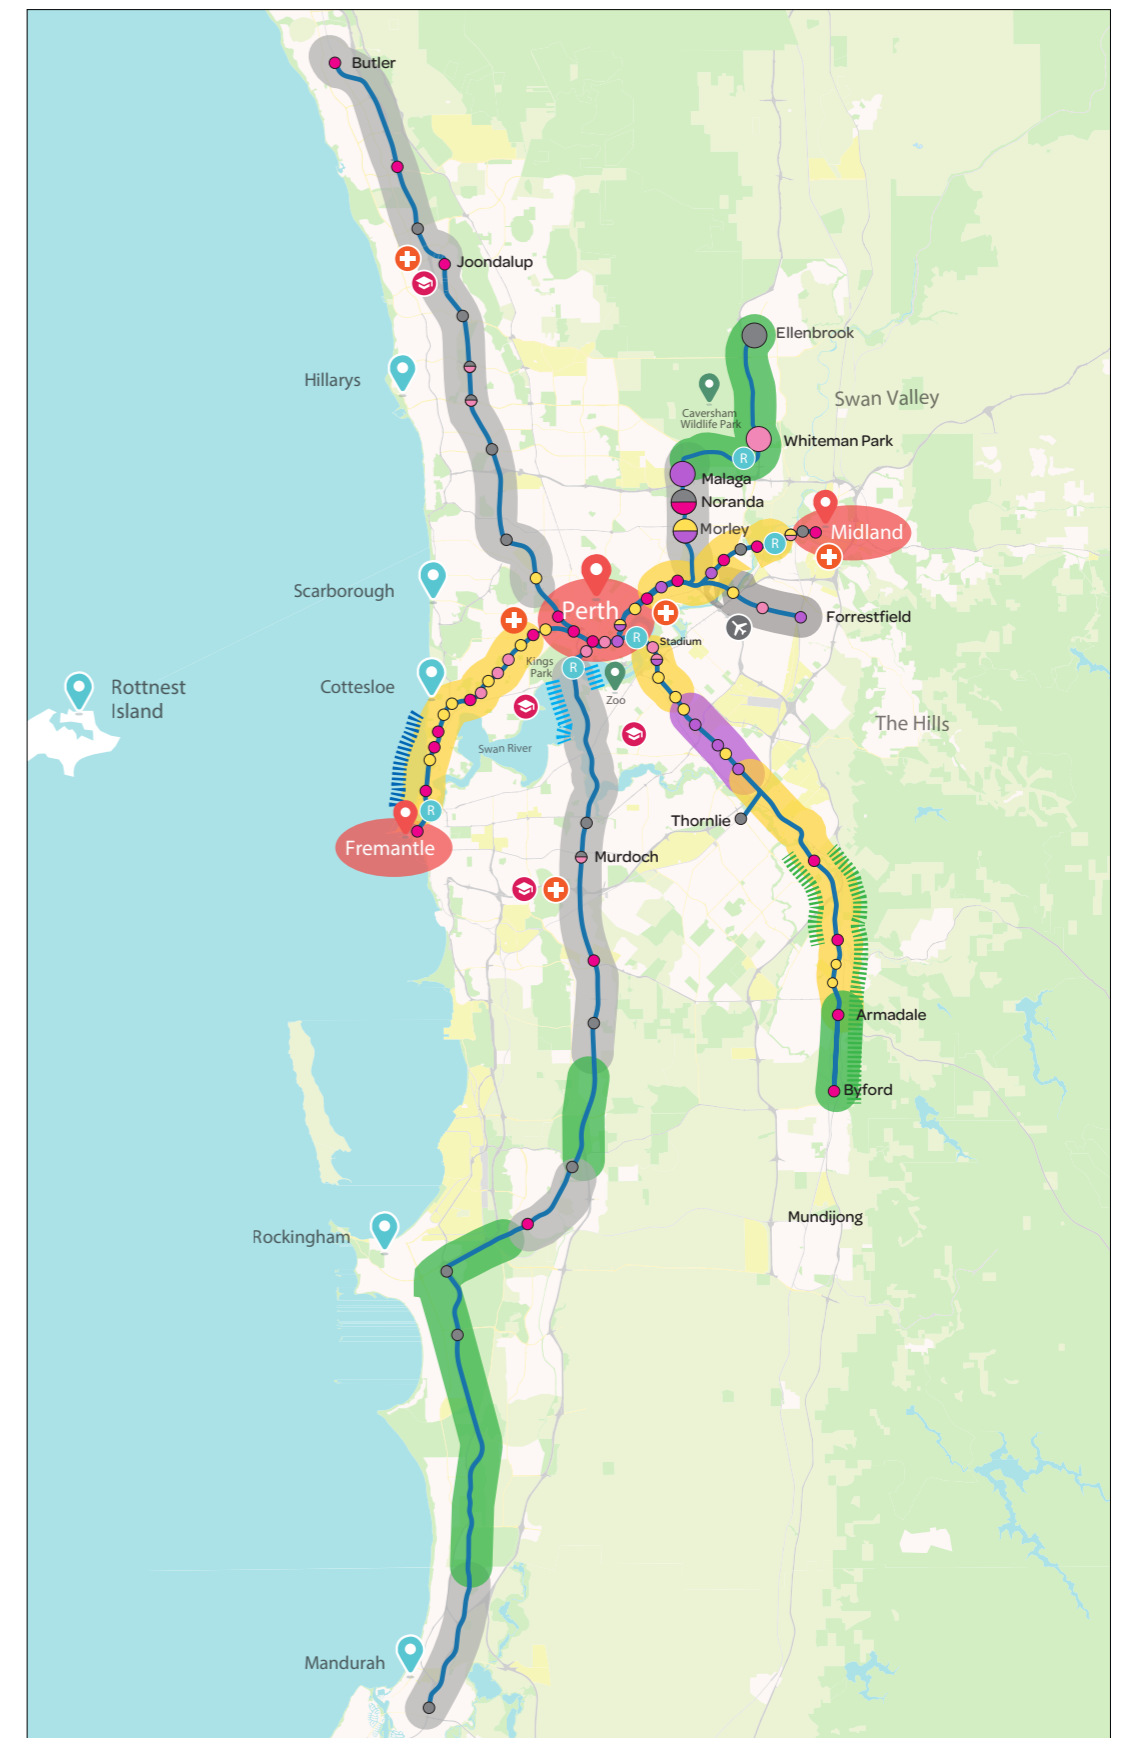 Butler
Joondalup
Ellenbrook
Hillarys
Swan Valley
Caversham
Wildlife Park
Whiteman Park
R
Malaga
Noranda
Morley
R
Midland
Scarborough
Perth
Forrestfield
R
Stadium
Kings
Park
R
Zoo
Cottesloe
Rottnest
Island
The Hills
Swan River
R
Thornlie
Fremantle
Murdoch
Armadale
Byford
Mundijong
Rockingham
Mandurah